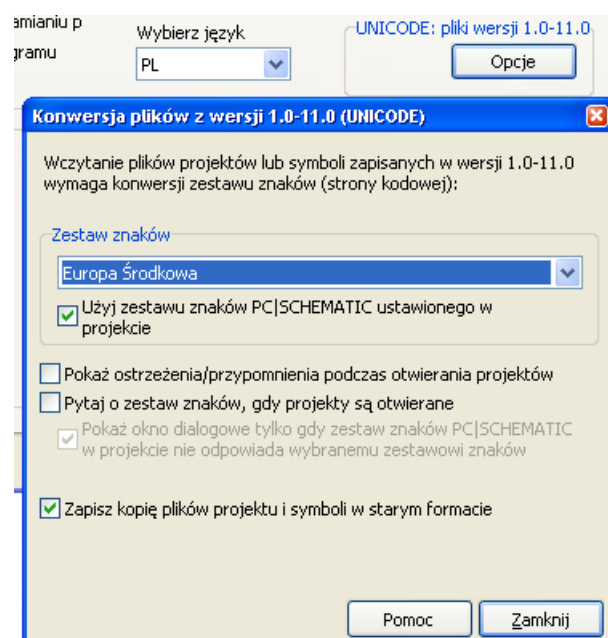 amianiu p
gramu
Wybierz język
PL
UNICODE: pliki wersji 1.0-11.0
Opcje
Konwersja plików z wersji 1.0-11.0 (UNICODE)
Wczytanie plików projektów lub symboli zapisanych w wersji 1.0-11.0
wymaga konwersji zestawu znaków (strony kodowej):
Zestaw znaków
Europa Środkowa
Użyj zestawu znaków PC|SCHEMATIC ustawionego w
projekcie
Pokaż ostrzeżenia/przypomnienia podczas otwierania projektów
Pytaj o zestaw znaków, gdy projekty są otwierane
Pokaż okno dialogowe tylko gdy zestaw znaków PC|SCHEMATIC
w projekcie nie odpowiada wybranemu zestawowi znaków
Zapisz kopię plików projektu i symboli w starym formacie
Pomoc
Zamknij